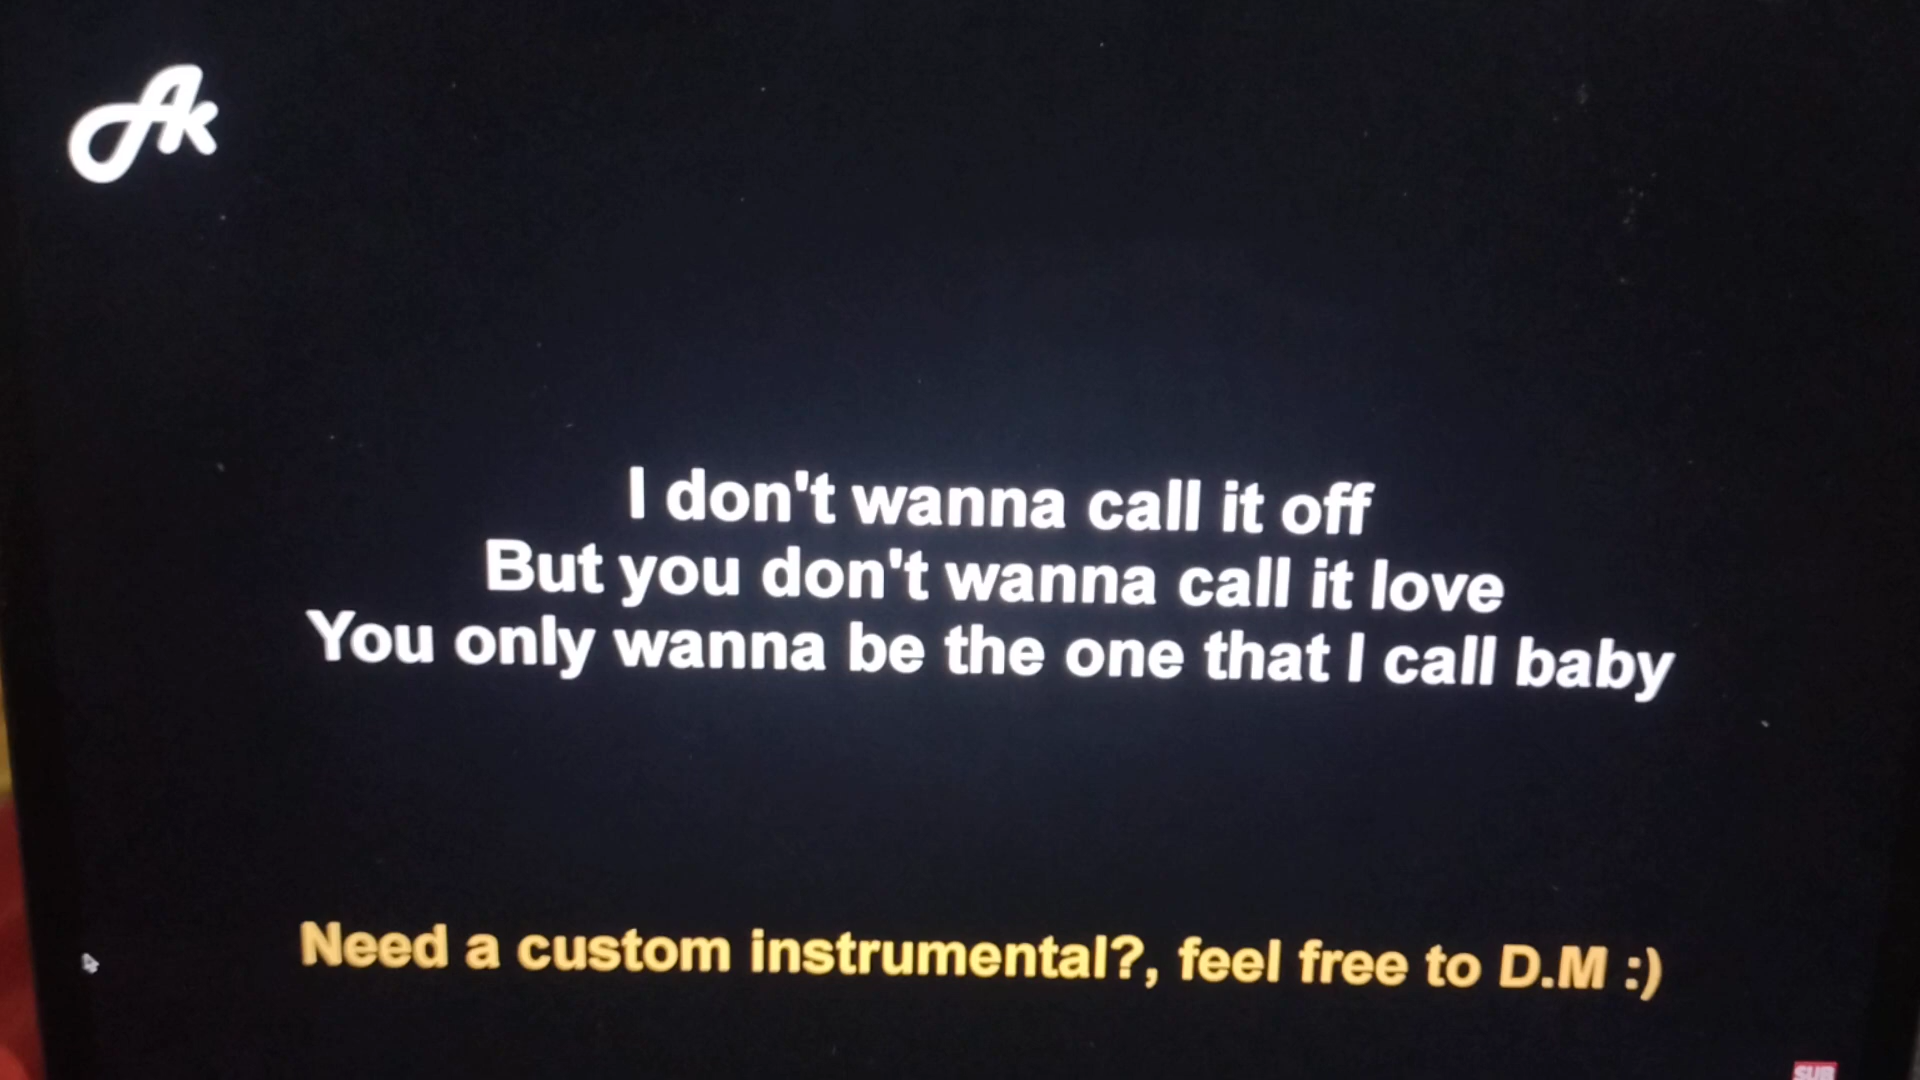 Ak
I don't wanna call it off
But you don't wanna call it love
You only wanna be the one that I call baby
Need a custom instrumental?, feel free to D.M :)
SUB